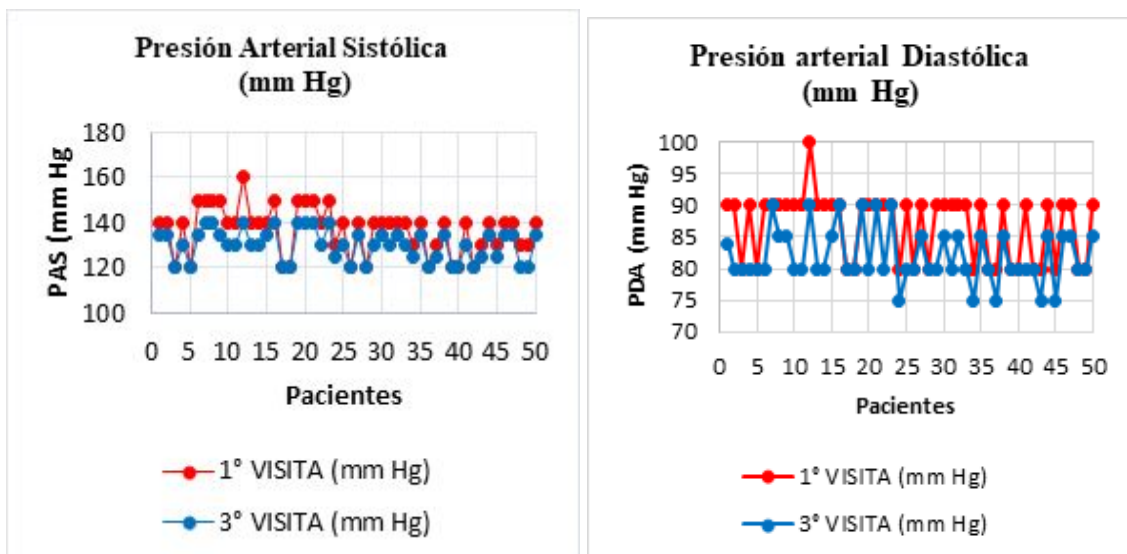 Presión Arterial Sistólica
(mm Hg)
180
160
140
120
100
PAS (mm Hg
0 5 10 15 20 25 30 35 40 45 50
Pacientes
1° VISITA (mm Hg)
3° VISITA (mm Hg)
Presión arterial Diastólica
(mm Hg)
100
95
90
85
80
75
70
PDA (mm Hg)
0 5 10 15 20 25 30 35 40 45 50
Pacientes
1° VISITA (mm Hg)
3° VISITA (mm Hg)